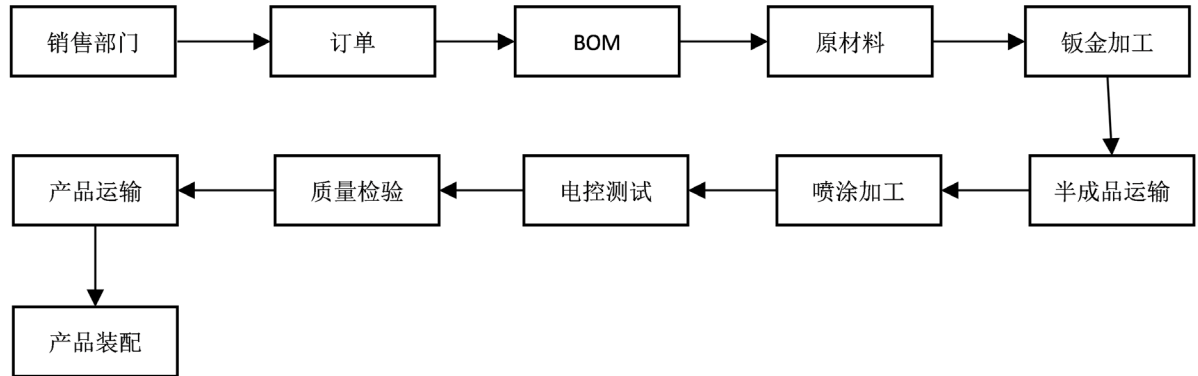 销售部门
订单
BOM
原材料
钣金加工
半成品运输
喷涂加工
电控测试
质量检验
产品运输
产品装配